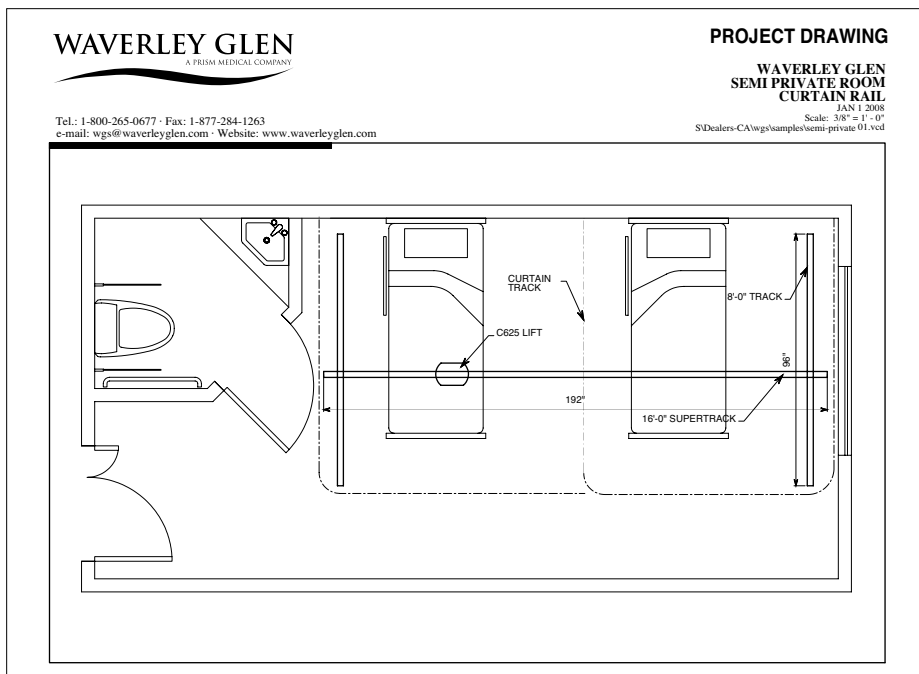 WAVERLEY GLEN
A PRISM MEDICAL COMPANY
Tel.: 1-800-265-0677 · Fax: 1-877-284-1263
e-mail: wgs@waverleyglen.com · Website: www.waverleyglen.com
PROJECT DRAWING
WAVERLEY GLEN
SEMI PRIVATE ROOM
CURTAIN RAIL
JAN 1 2008
Scale: 3/8" = 1' - 0"
S\Dealers-CA\wgs\samples\semi-private 01.vcd
CURTAIN
TRACK
8'-0" TRACK
C625 LIFT
96"
192"
16'-0" SUPERTRACK